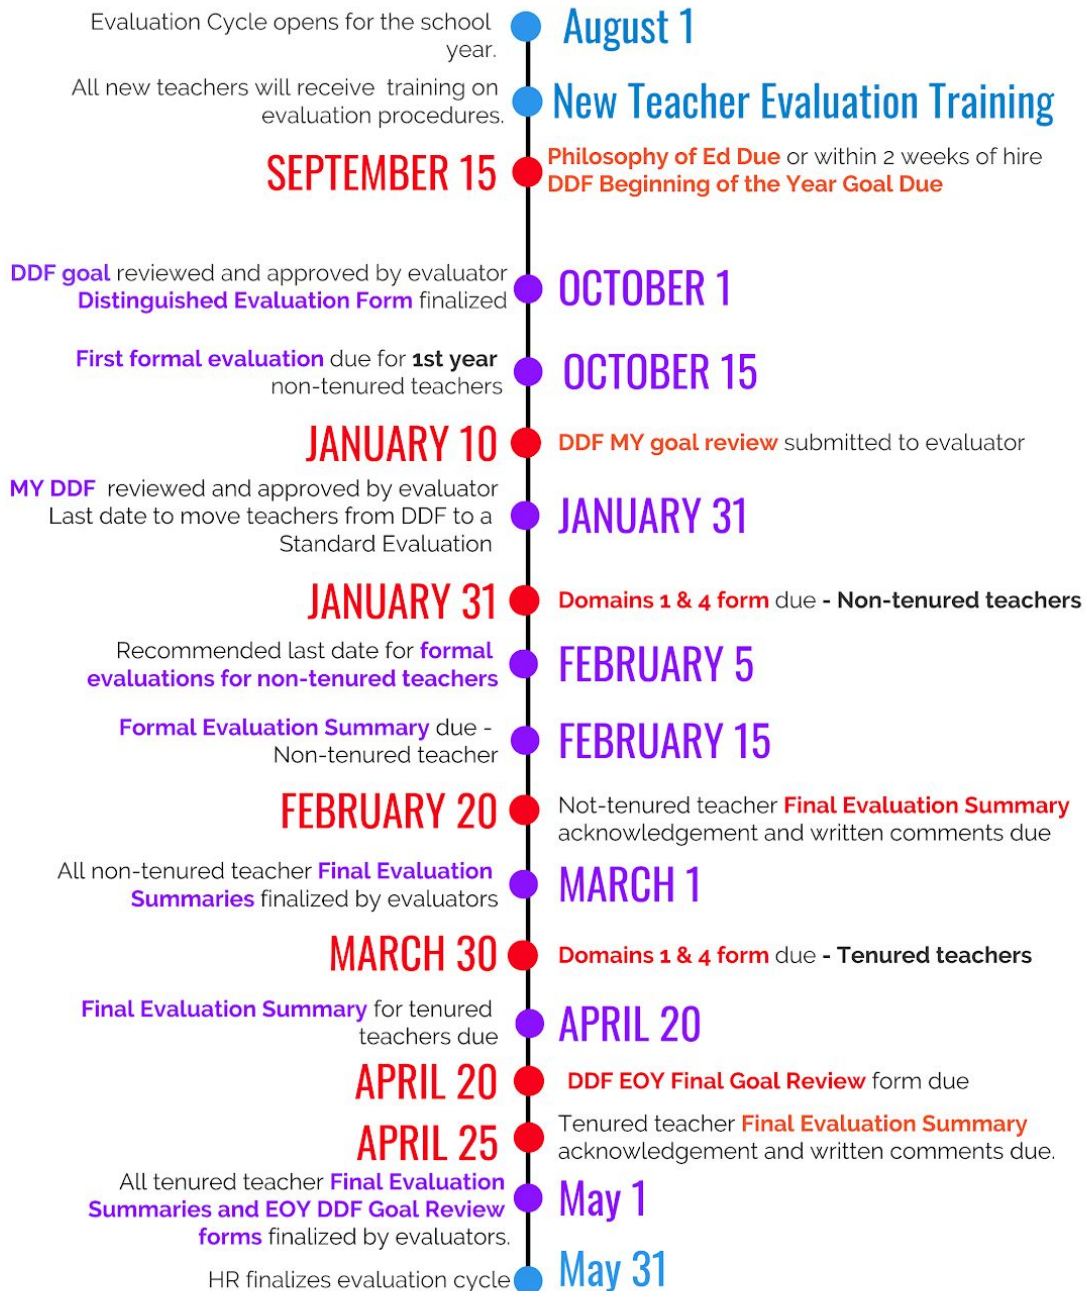 Evaluation Cycle opens for the school
year.
August 1
All new teachers will receive training on
evaluation procedures.
New Teacher Evaluation Training
SEPTEMBER 15
Philosophy of Ed Due or within 2 weeks of hire
DDF Beginning of the Year Goal Due
DDF goal reviewed and approved by evaluator
Distinguished Evaluation Form finalized
OCTOBER 1
First formal evaluation due for 1st year
non-tenured teachers
OCTOBER 15
JANUARY 10
DDF MY goal review submitted to evaluator
MY DDF reviewed and approved by evaluator
Last date to move teachers from DDF to a
Standard Evaluation
JANUARY 31
JANUARY 31
Domains 1 & 4 form due - Non-tenured teachers
Recommended last date for formal
evaluations for non-tenured teachers
FEBRUARY 5
Formal Evaluation Summary due -
Non-tenured teacher
FEBRUARY 15
FEBRUARY 20
Not-tenured teacher Final Evaluation Summary
acknowledgement and written comments due
All non-tenured teacher Final Evaluation
Summaries finalized by evaluators
MARCH 1
MARCH 30
Domains 1 & 4 form due - Tenured teachers
Final Evaluation Summary for tenured
teachers due
APRIL 20
APRIL 20
DDF EOY Final Goal Review form due
APRIL 25
Tenured teacher Final Evaluation Summary
acknowledgement and written comments due.
All tenured teacher Final Evaluation
Summaries and EOY DDF Goal Review
forms finalized by evaluators.
May 1
HR finalizes evaluation cycle
May 31